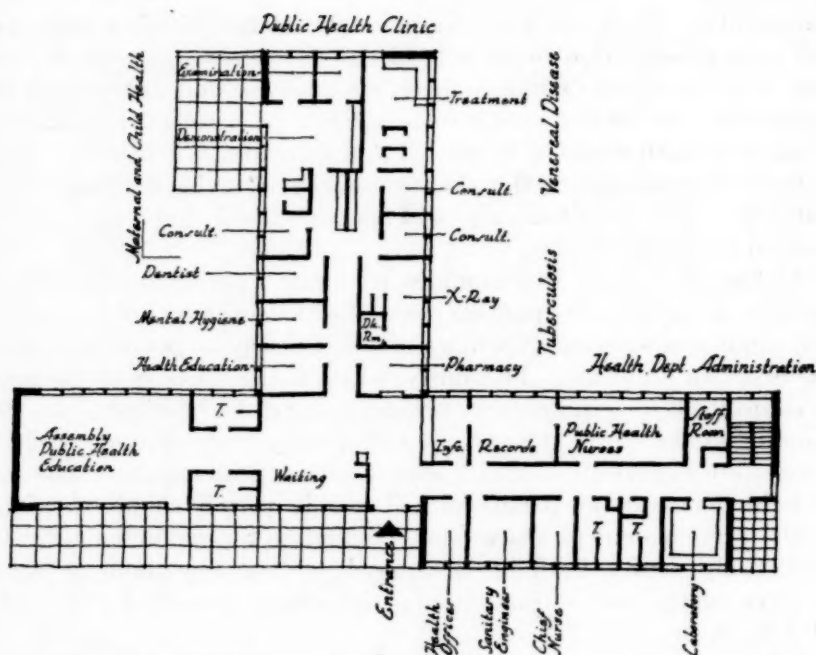 Public Health Clinic
Maternal and Child Health
Examination
Treatment
Venereal Disease
Demonstration
Consult.
Consult.
Consult.
Dentist
X-Ray
Tuberculosis
Mental Hygiene
Dk.
Rm.
Health Education
Pharmacy
Health Dept. Administration
Assembly
Public Health
Education
T.
T.
Waiting
Info.
Records
Public Health
Nurses
Staff
Room
T.
T.
Entrance
Health
Officer
Sanitary
Engineer
Chief
Nurse
Laboratory